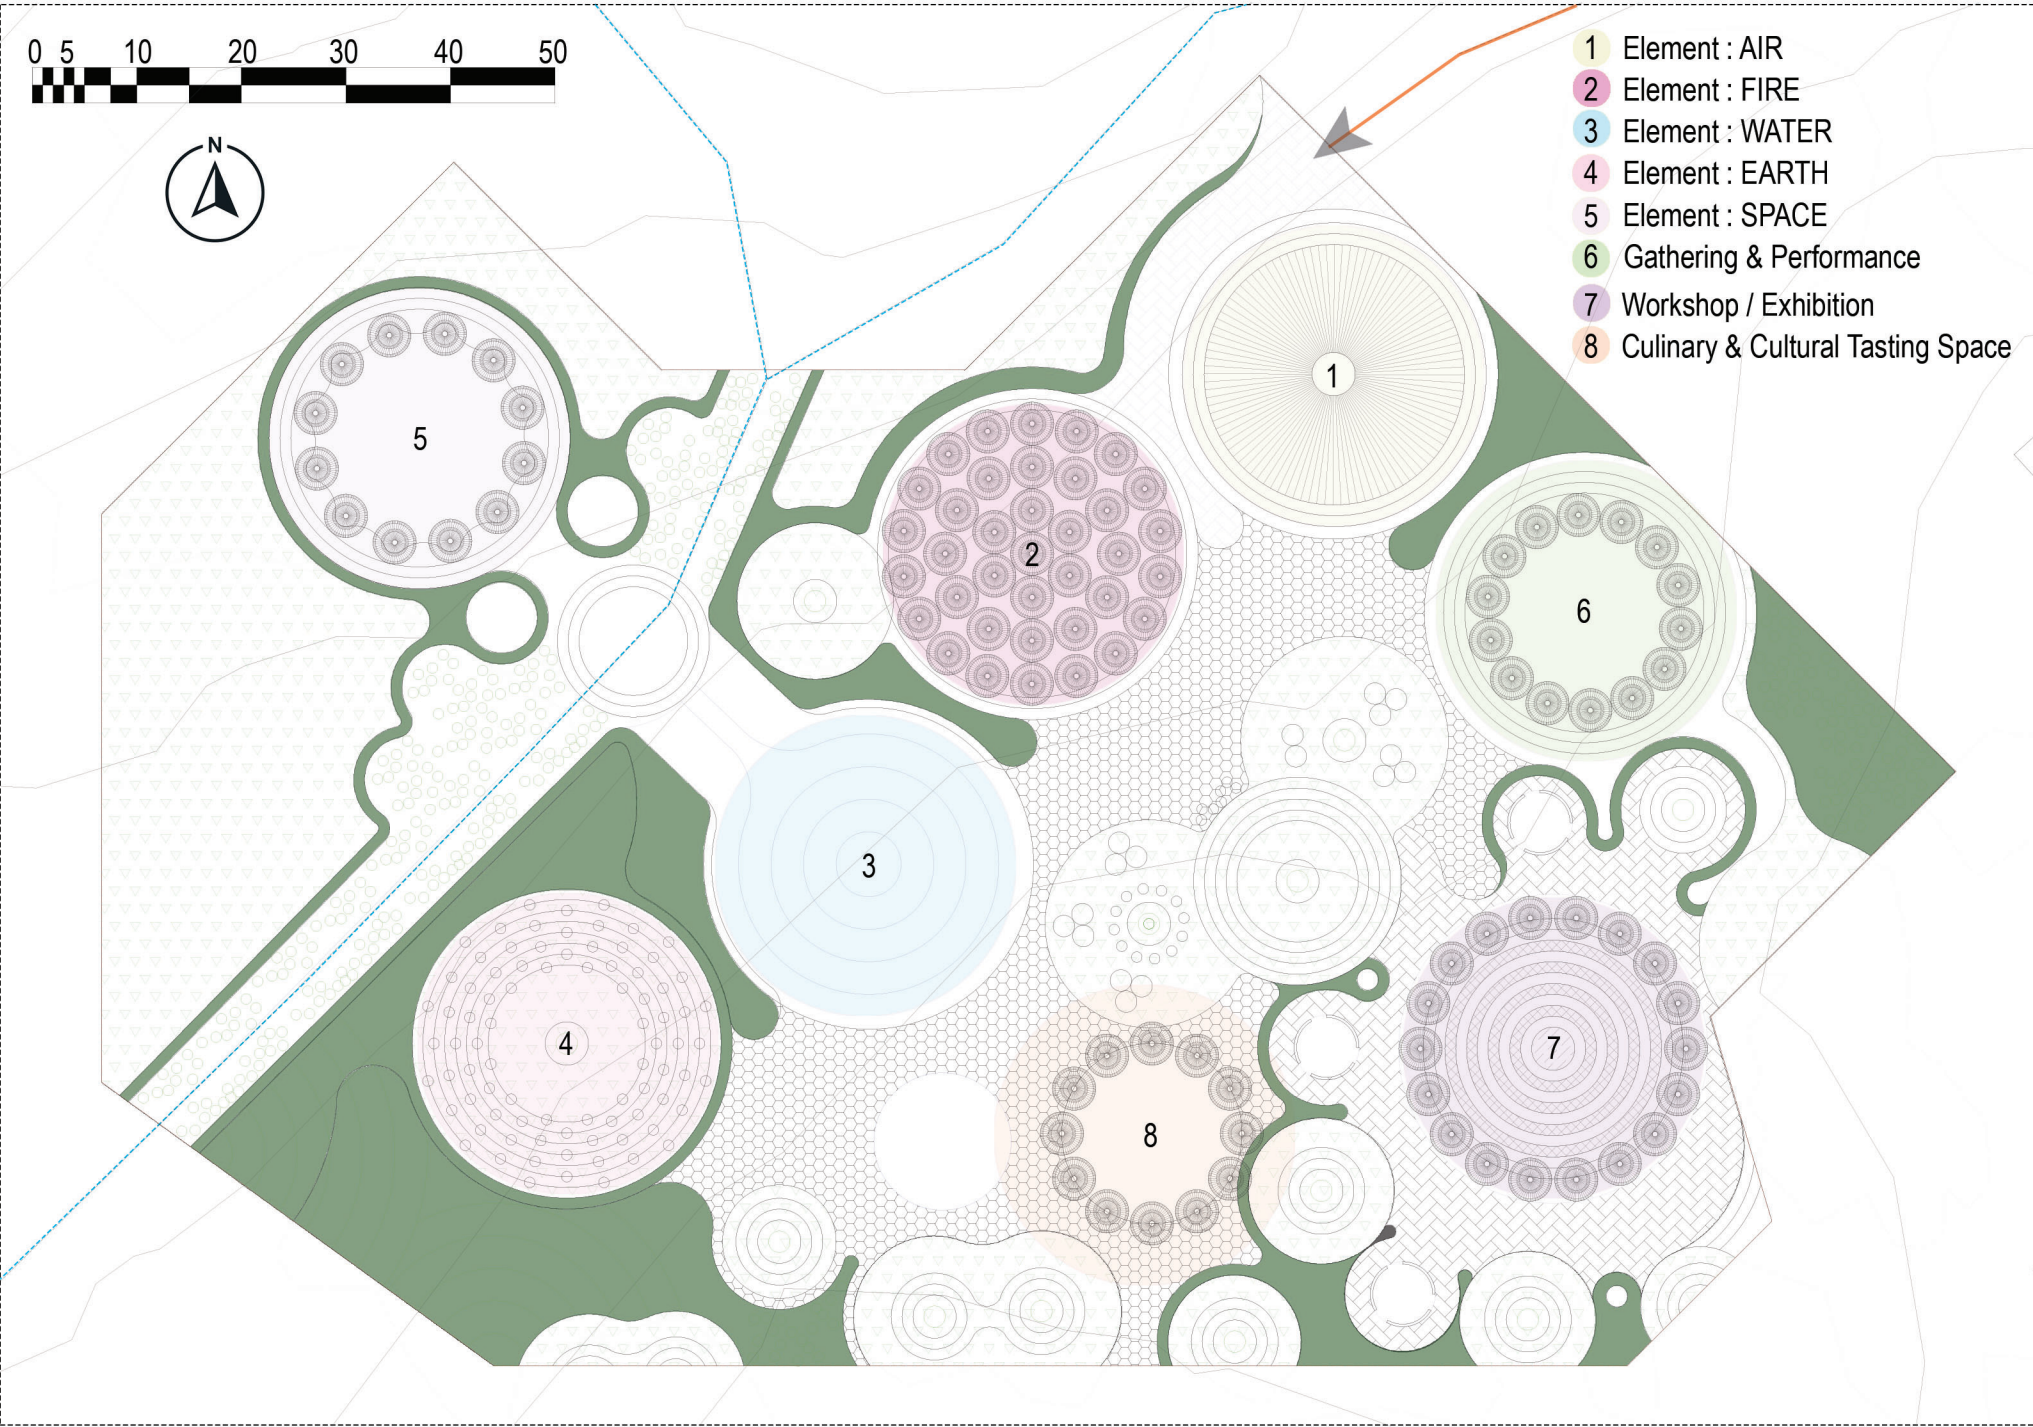 0 5 10 20 30 40 50
N
1 Element : AIR
2 Element : FIRE
3 Element : WATER
4 Element : EARTH
5 Element : SPACE
6 Gathering & Performance
7 Workshop / Exhibition
8 Culinary & Cultural Tasting Space
1
5
2
6
3
4
7
8